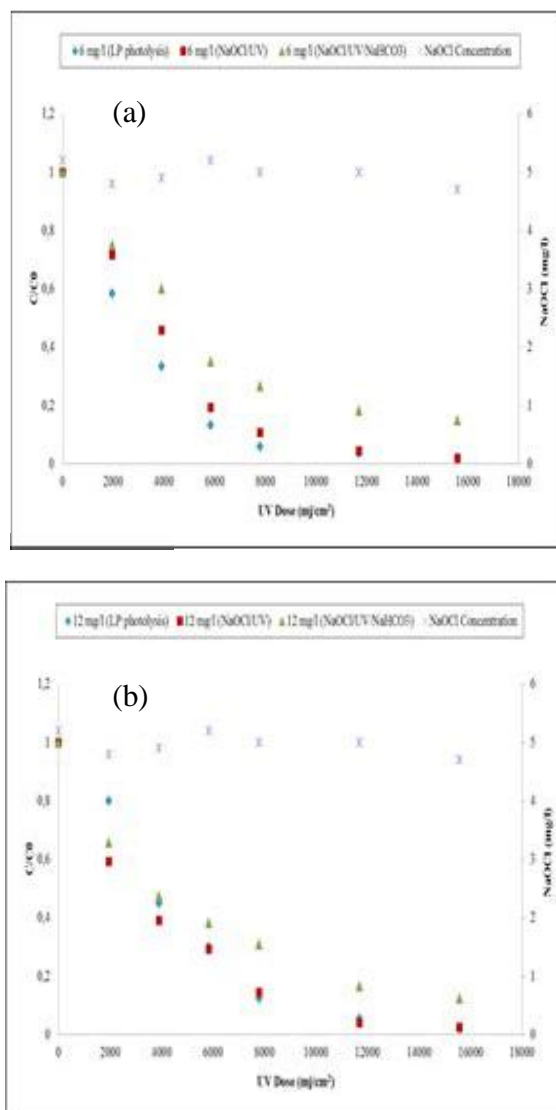 6 mg/l (LP photolysis) 6 mg/l (NaOCl/UV) 6 mg/l (NaOCl/UV/NaHCO3) NaOCl Concentration
(a)
1,2
1
0,8
0,6
0,4
0,2
0
C/C0
6
5
4
3
2
1
0
NaOCl (mg/l)
0 2000 4000 6000 8000 10000 12000 14000 16000 18000
UV Dose (mj/cm²)
12 mg/l (LP photolysis) 12 mg/l (NaOCl/UV) 12 mg/l (NaOCl/UV/NaHCO3) NaOCl Concentration
(b)
1,2
1
0,8
0,6
0,4
0,2
0
C/C0
6
5
4
3
2
1
0
NaOCl (mg/l)
0 2000 4000 6000 8000 10000 12000 14000 16000 18000
UV Dose (mj/cm²)